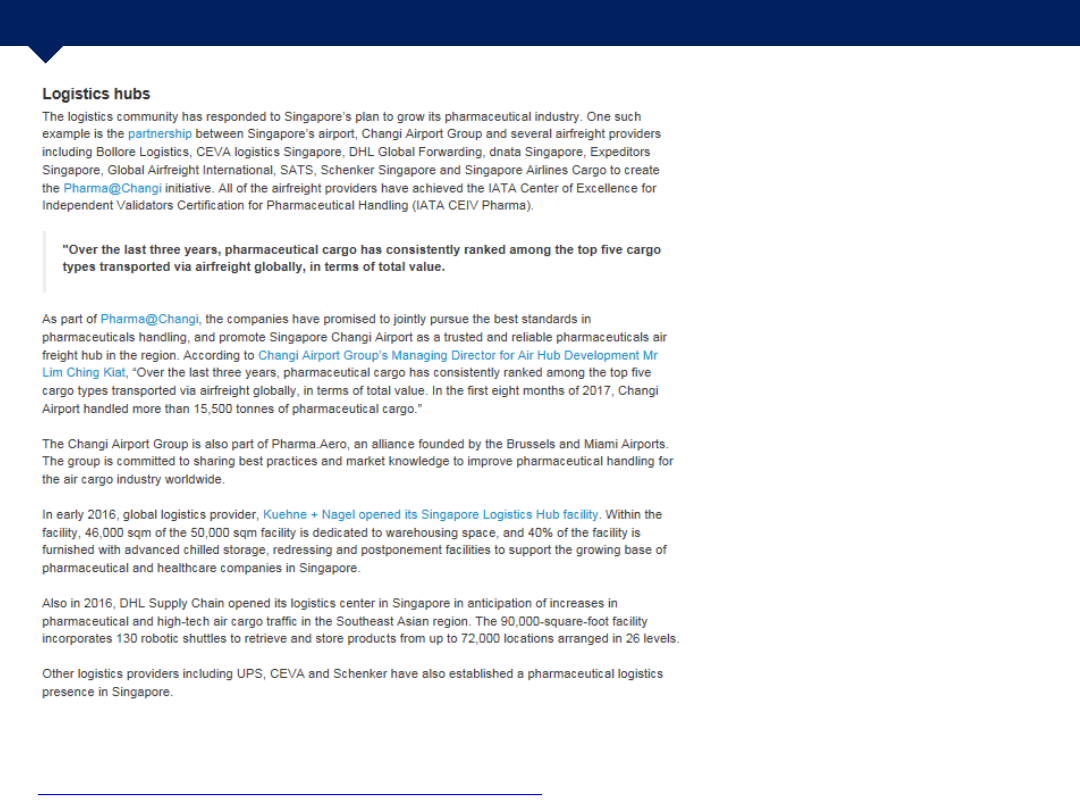 Logistics hubs
The logistics community has responded to Singapore's plan to grow its pharmaceutical industry. One such
example is the partnership between Singapore's airport, Changi Airport Group and several airfreight providers
including Bollore Logistics, CEVA logistics Singapore, DHL Global Forwarding, dnata Singapore, Expeditors
Singapore, Global Airfreight International, SATS, Schenker Singapore and Singapore Airlines Cargo to create
the Pharma@Changi initiative. All of the airfreight providers have achieved the IATA Center of Excellence for
Independent Validators Certification for Pharmaceutical Handling (IATA CEIV Pharma).
"Over the last three years, pharmaceutical cargo has consistently ranked among the top five cargo
types transported via airfreight globally, in terms of total value.
As part of Pharma@Changi, the companies have promised to jointly pursue the best standards in
pharmaceuticals handling, and promote Singapore Changi Airport as a trusted and reliable pharmaceuticals air
freight hub in the region. According to Changi Airport Group's Managing Director for Air Hub Development Mr
Lim Ching Kiat, “Over the last three years, pharmaceutical cargo has consistently ranked among the top five
cargo types transported via airfreight globally, in terms of total value. In the first eight months of 2017, Changi
Airport handled more than 15,500 tonnes of pharmaceutical cargo.”
The Changi Airport Group is also part of Pharma.Aero, an alliance founded by the Brussels and Miami Airports.
The group is committed to sharing best practices and market knowledge to improve pharmaceutical handling for
the air cargo industry worldwide.
In early 2016, global logistics provider, Kuehne + Nagel opened its Singapore Logistics Hub facility. Within the
facility, 46,000 sqm of the 50,000 sqm facility is dedicated to warehousing space, and 40% of the facility is
furnished with advanced chilled storage, redressing and postponement facilities to support the growing base of
pharmaceutical and healthcare companies in Singapore.
Also in 2016, DHL Supply Chain opened its logistics center in Singapore in anticipation of increases in
pharmaceutical and high-tech air cargo traffic in the Southeast Asian region. The 90,000-square-foot facility
incorporates 130 robotic shuttles to retrieve and store products from up to 72,000 locations arranged in 26 levels.
Other logistics providers including UPS, CEVA and Schenker have also established a pharmaceutical logistics
presence in Singapore.